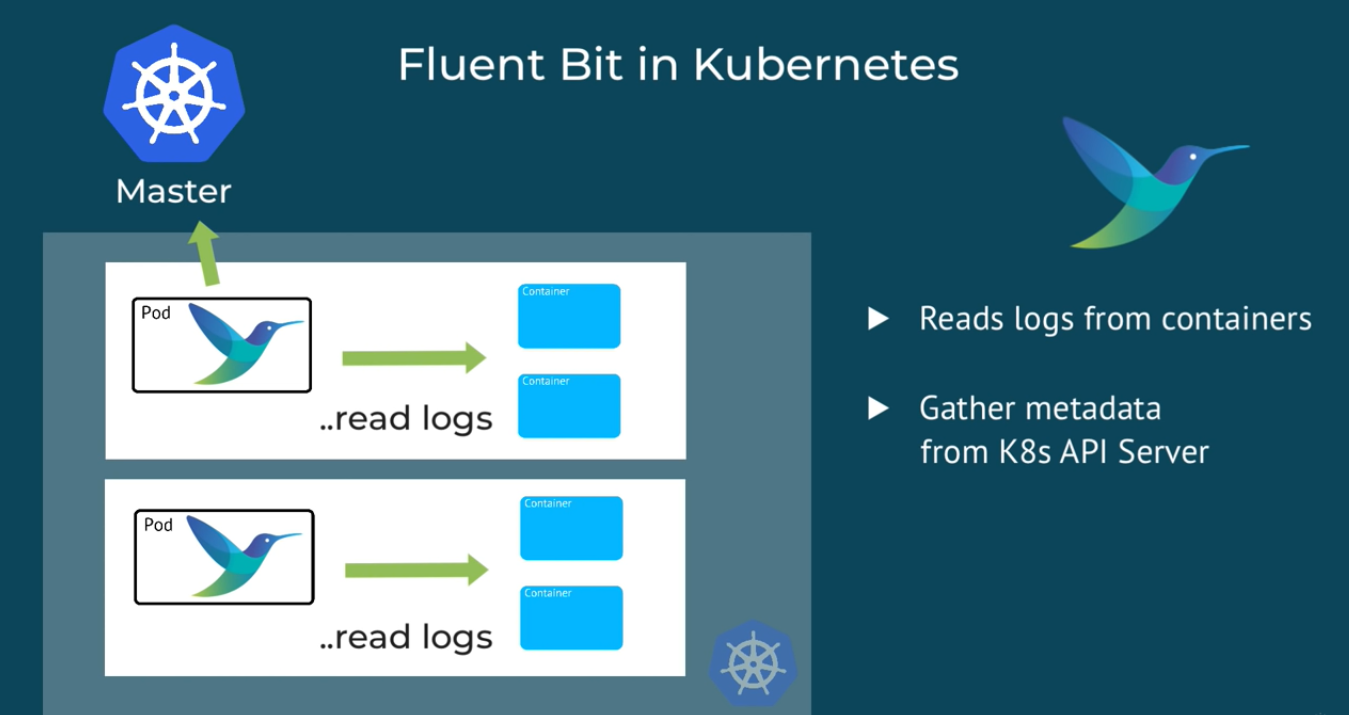 Fluent Bit in Kubernetes
Master
Pod
Container
Container
..read logs
Pod
Container
Container
..read logs
Reads logs from containers
Gather metadata
from K8s API Server